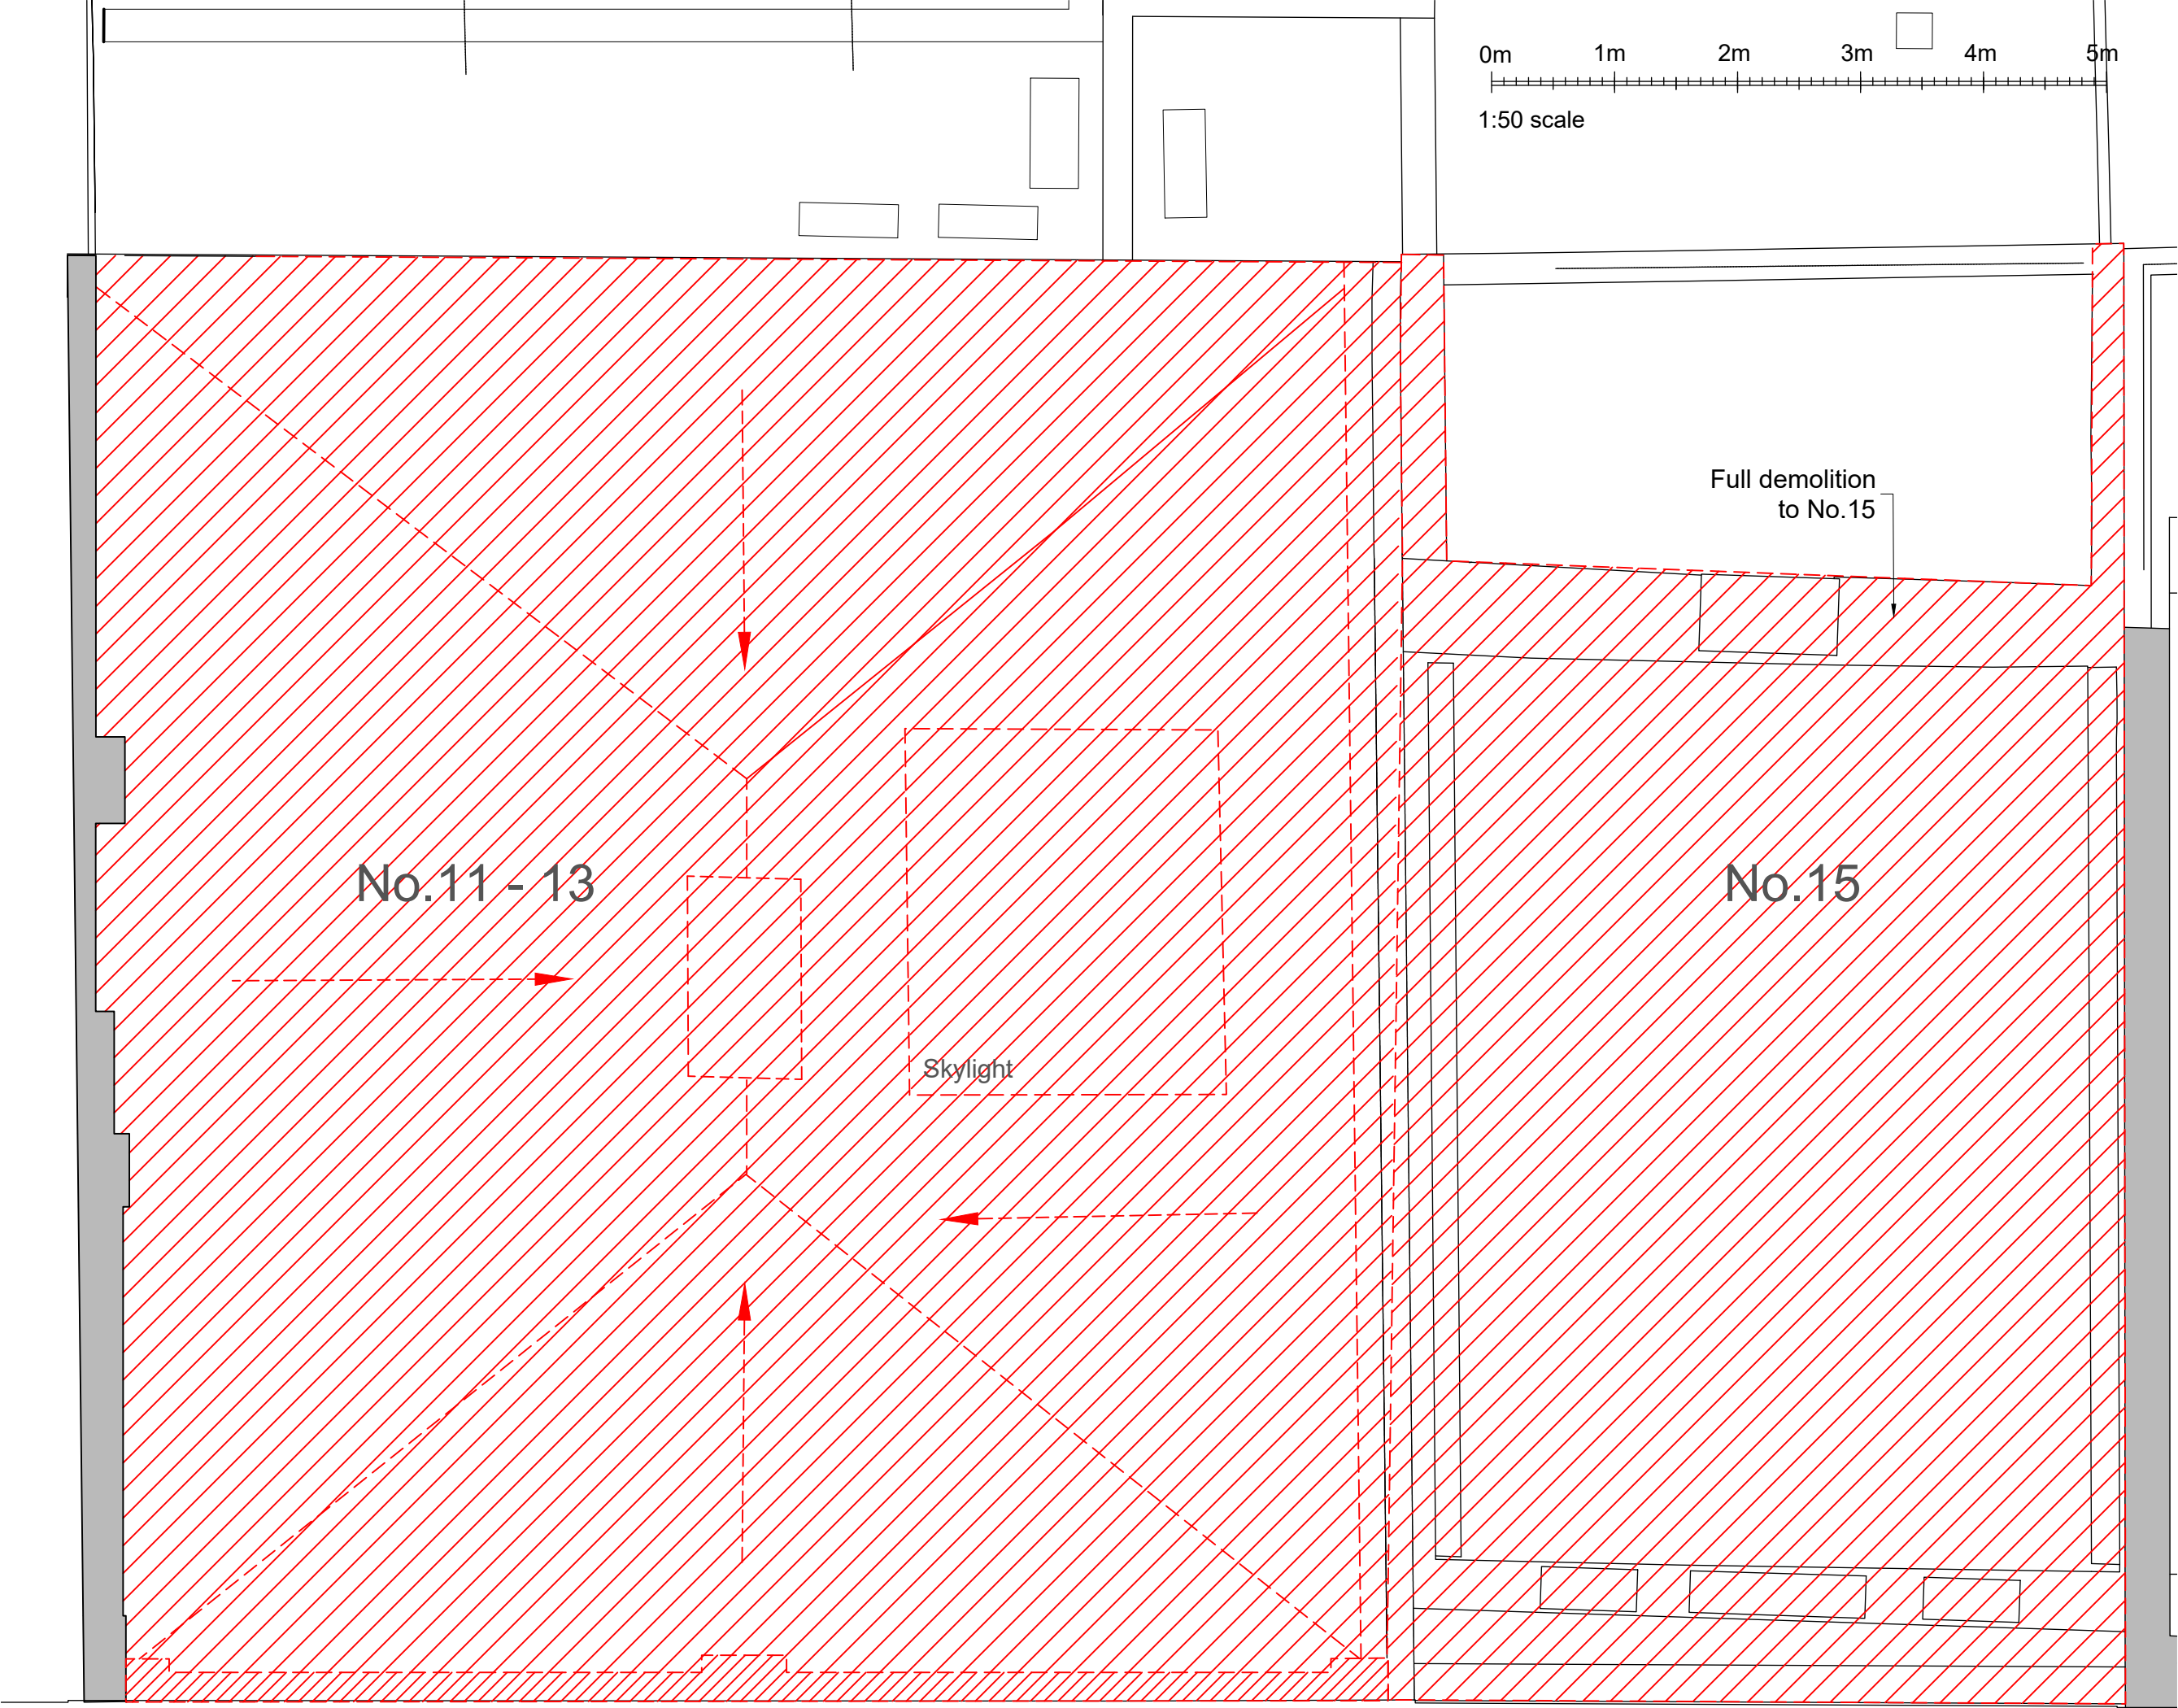 0m 1m 2m 3m 4m 5m
1:50 scale
Full demolition
to No.15
No.11 - 13
No.15
Skylight